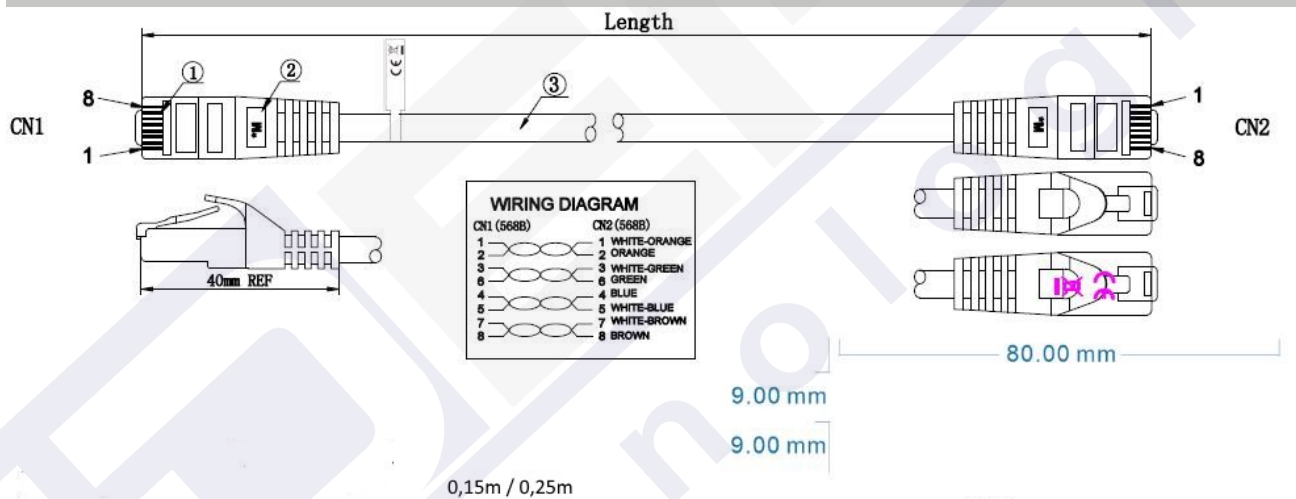 Length
① ② ③
8
1
CN1
1
8
CN2
CE
M*
M*
40mm REF
WIRING DIAGRAM
CN1(568B) CN2(568B)
1 1 WHITE-ORANGE
2 2 ORANGE
3 3 WHITE-GREEN
6 6 GREEN
4 4 BLUE
5 5 WHITE-BLUE
7 7 WHITE-BROWN
8 8 BROWN
CE
80.00 mm
9.00 mm
9.00 mm
0,15m / 0,25m